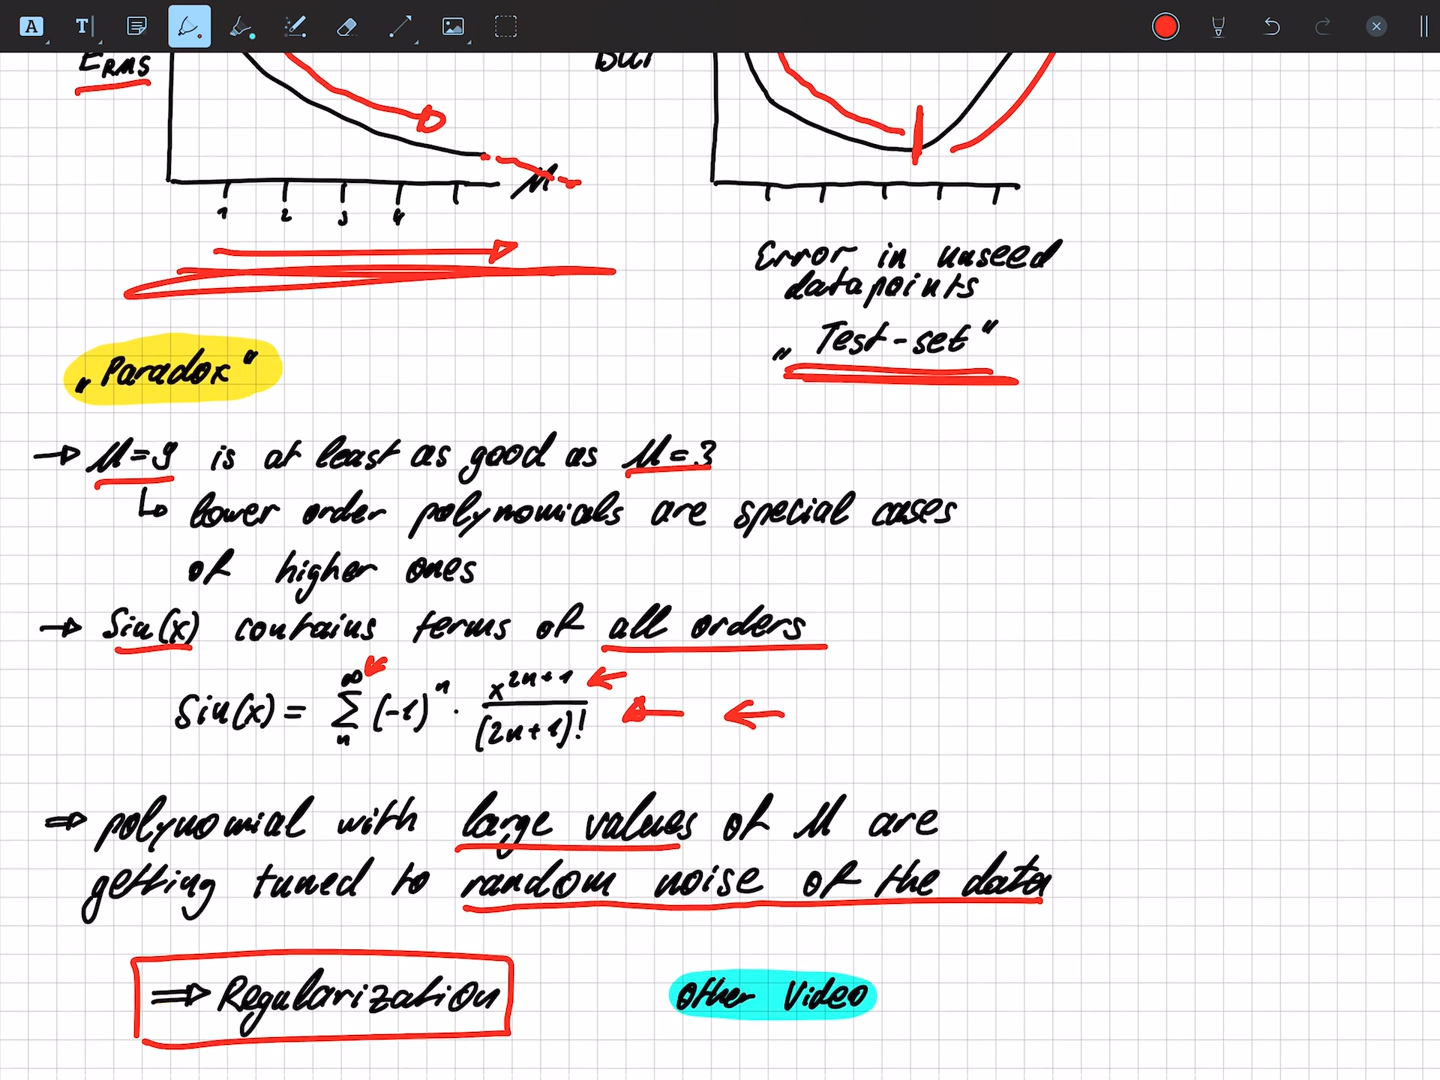 A T
ERMS But
M
1 2 3 4
Error in unseed
datapoints
„Test-set“
„Paradox“
→ M=9 is at least as good as M=3
↳ lower order polynomials are special cases
of higher ones
→ Sin(x) contains terms of all orders
Sin(x) = ∞ ∑ n (-1)^n · x^2n+1 / (2n+1)!
⇒ polynomial with large values of M are
getting tuned to random noise of the data
⇒ Regularization Other Video